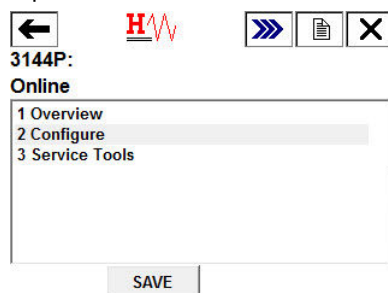 H
3144P:
Online
1 Overview
2 Configure
3 Service Tools
SAVE